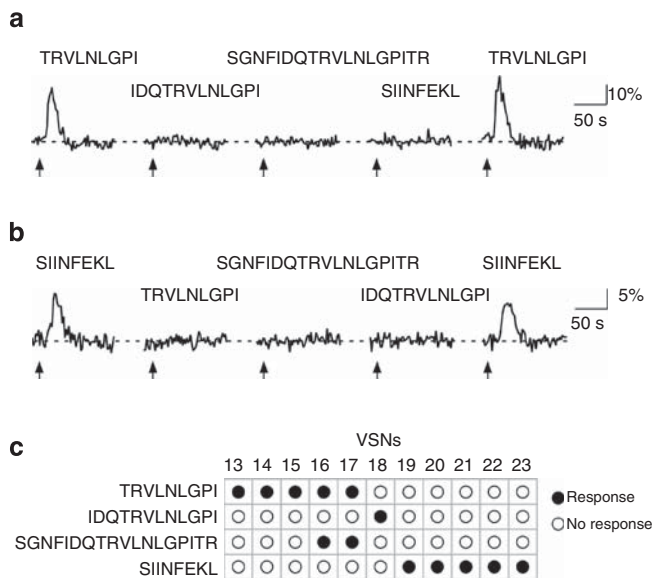 a
TRVLNLGPI SGNFIDQTRVLNLGPITR TRVLNLGPI
IDQTRVLNLGPI SIINFEKL
10%
50 s
b
SIINFEKL SGNFIDQTRVLNLGPITR SIINFEKL
TRVLNLGPI IDQTRVLNLGPI 5%
50 s
c
VSNs
13 14 15 16 17 18 19 20 21 22 23
TRVLNLGPI
IDQTRVLNLGPI
SGNFIDQTRVLNLGPITR
SIINFEKL
Response
No response